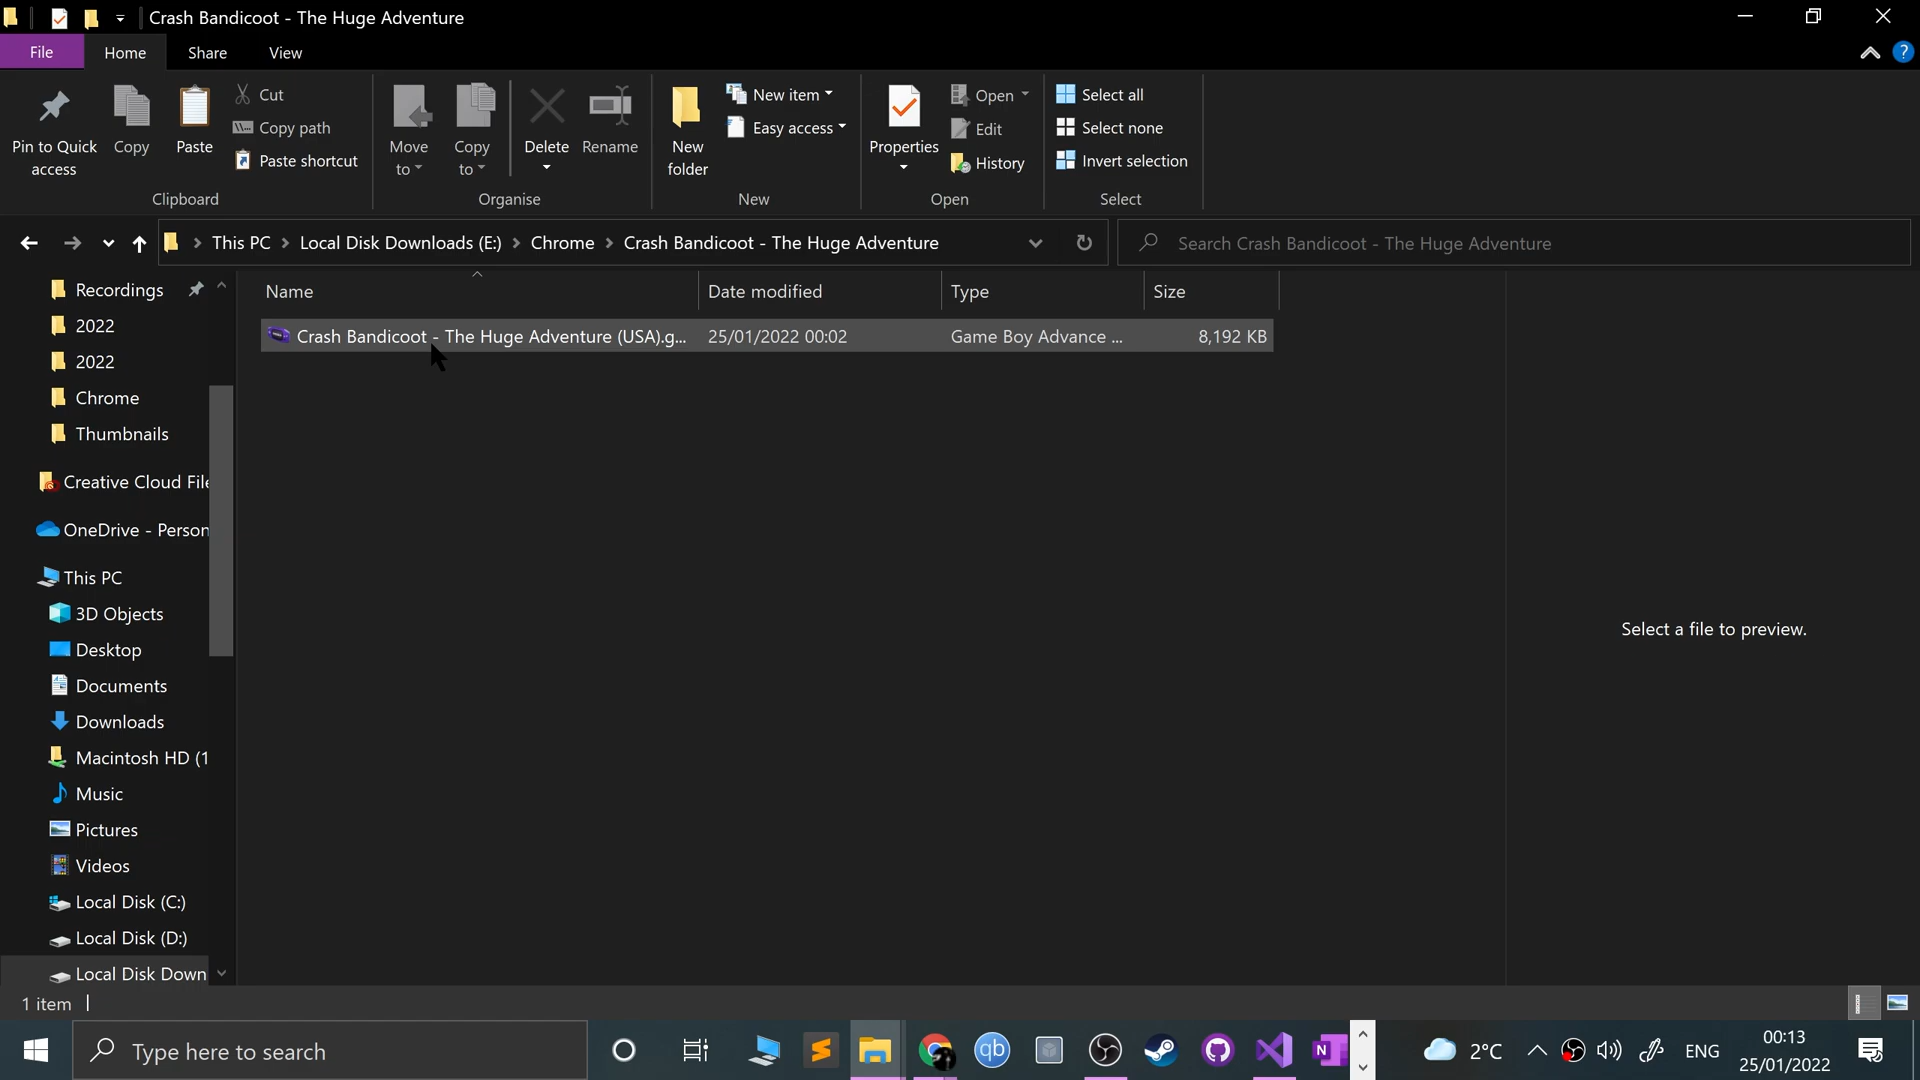 Crash Bandicoot - The Huge Adventure
File
Home
Share
View
Pin to Quick access
Copy
Paste
Cut
Copy path
Paste shortcut
Move to
Copy to
Delete
Rename
New folder
New item
Easy access
Properties
Open
Edit
History
Select all
Select none
Invert selection
Clipboard
Organise
New
Open
Select
This PC
Local Disk Downloads (E:)
Chrome
Crash Bandicoot - The Huge Adventure
Search Crash Bandicoot - The Huge Adventure
Name
Date modified
Type
Size
Crash Bandicoot - The Huge Adventure (USA).g...
25/01/2022 00:02
Game Boy Advance ...
8,192 KB
Recordings
2022
2022
Chrome
Thumbnails
Creative Cloud File
OneDrive - Person
This PC
3D Objects
Desktop
Documents
Downloads
Macintosh HD (1
Music
Pictures
Videos
Local Disk (C:)
Local Disk (D:)
Local Disk Down
Select a file to preview.
1 item
Type here to search
qb
N
2°C
ENG
00:13
25/01/2022